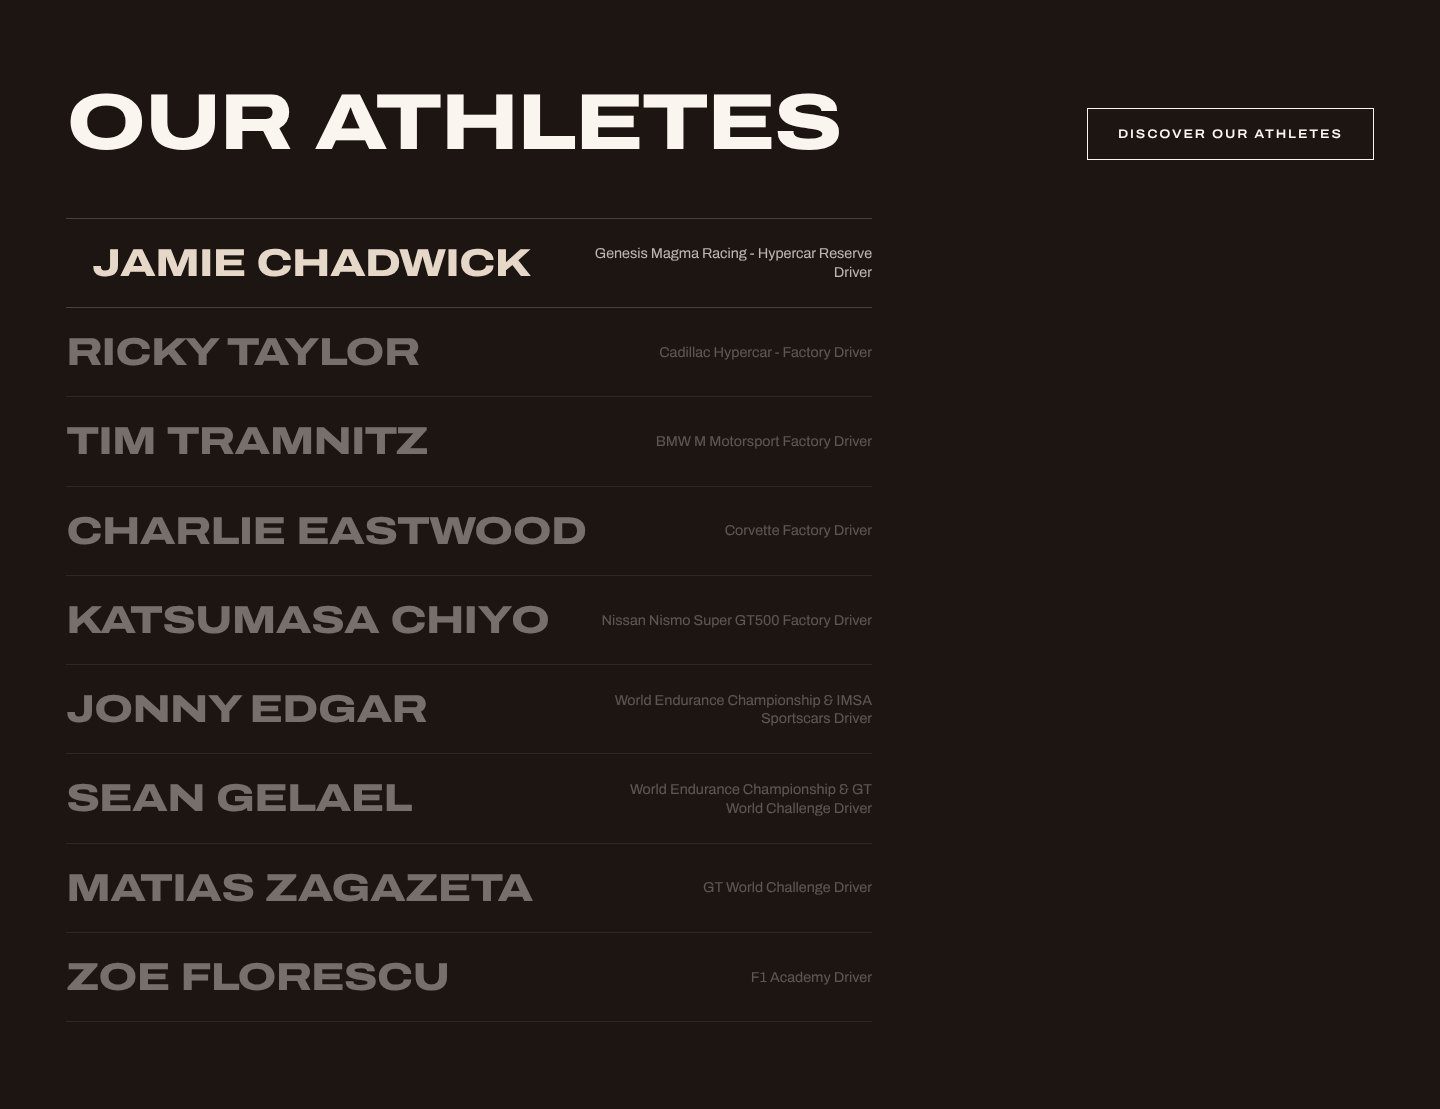 OUR ATHLETES
DISCOVER OUR ATHLETES
JAMIE CHADWICK
Genesis Magma Racing - Hypercar Reserve
Driver
RICKY TAYLOR
Cadillac Hypercar - Factory Driver
TIM TRAMNITZ
BMW M Motorsport Factory Driver
CHARLIE EASTWOOD
Corvette Factory Driver
KATSUMASA CHIYO
Nissan Nismo Super GT500 Factory Driver
JONNY EDGAR
World Endurance Championship & IMSA
Sportscars Driver
SEAN GELAEL
World Endurance Championship & GT
World Challenge Driver
MATIAS ZAGAZETA
GT World Challenge Driver
ZOE FLORESCU
F1 Academy Driver